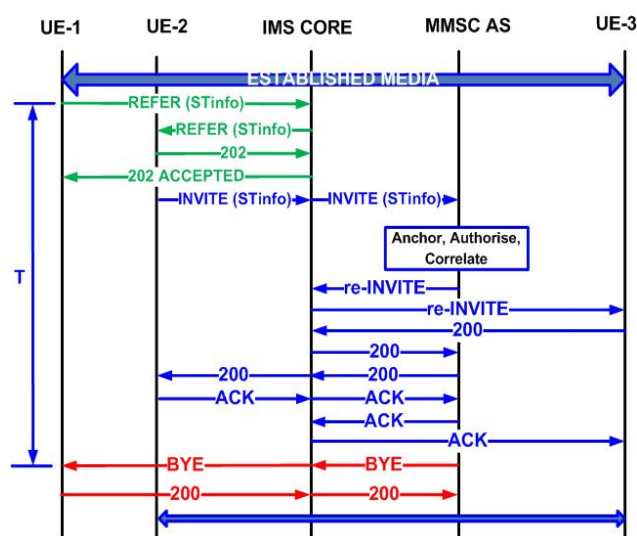 UE-1 UE-2 IMS CORE MMSC AS UE-3
ESTABLISHED MEDIA
REFER (STinfo)
REFER (STinfo)
202
202 ACCEPTED
INVITE (STinfo) INVITE (STinfo)
Anchor, Authorise,
Correlate
T
re-INVITE
re-INVITE
200
200
200 200
ACK ACK
ACK
ACK
BYE BYE
200 200